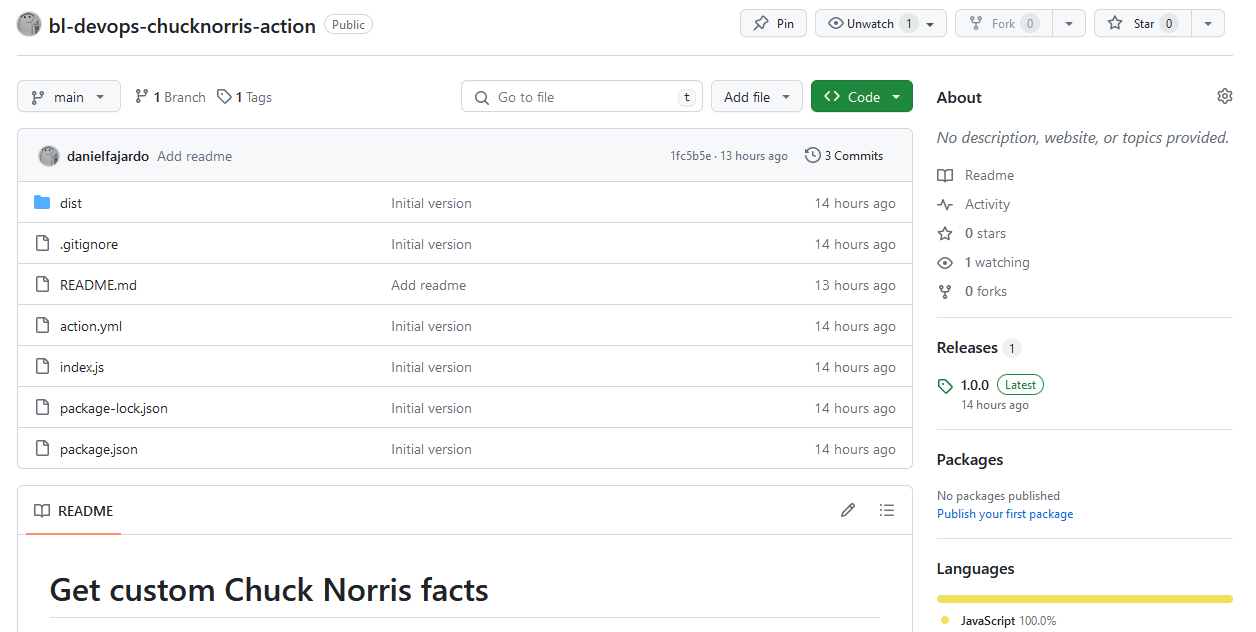 bl-devops-chucknorris-action Public Pin Unwatch 1 Fork 0 Star 0
main 1 Branch 1 Tags Go to file t Add file Code
danielfajardo Add readme 1fc5b5e · 13 hours ago 3 Commits
dist Initial version 14 hours ago
.gitignore Initial version 14 hours ago
README.md Add readme 13 hours ago
action.yml Initial version 14 hours ago
index.js Initial version 14 hours ago
package-lock.json Initial version 14 hours ago
package.json Initial version 14 hours ago
README
Get custom Chuck Norris facts
About
No description, website, or topics provided.
Readme
Activity
0 stars
1 watching
0 forks
Releases 1
1.0.0 Latest
14 hours ago
Packages
No packages published
Publish your first package
Languages
JavaScript 100.0%